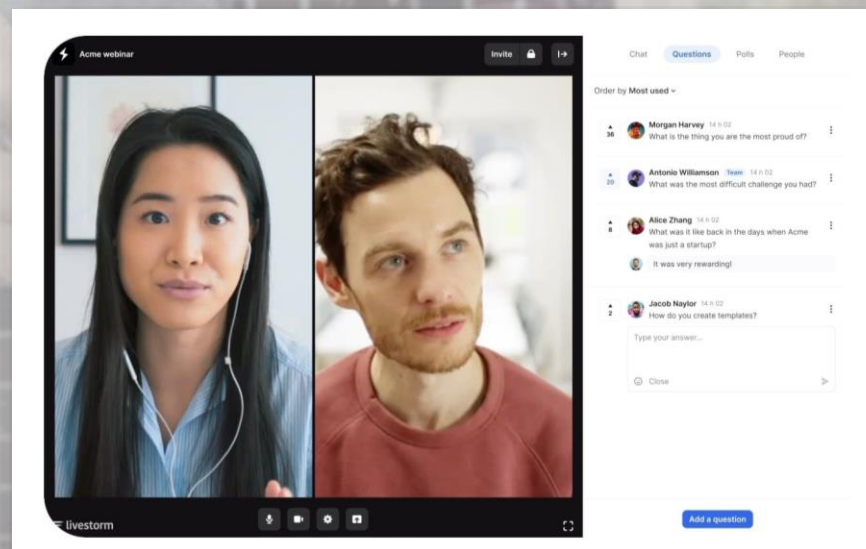 Acme webinar
Invite
livestorm
Chat Questions Polls People
Order by Most used
36
Morgan Harvey 14 h 02
What is the thing you are the most proud of?
20
Antonio Williamson Team 14 h 02
What was the most difficult challenge you had?
6
Alice Zhang 14 h 02
What was it like back in the days when Acme
was just a startup?
It was very rewarding!
2
Jacob Naylor 14 h 02
How do you create templates?
Type your answer...
Close
Add a question